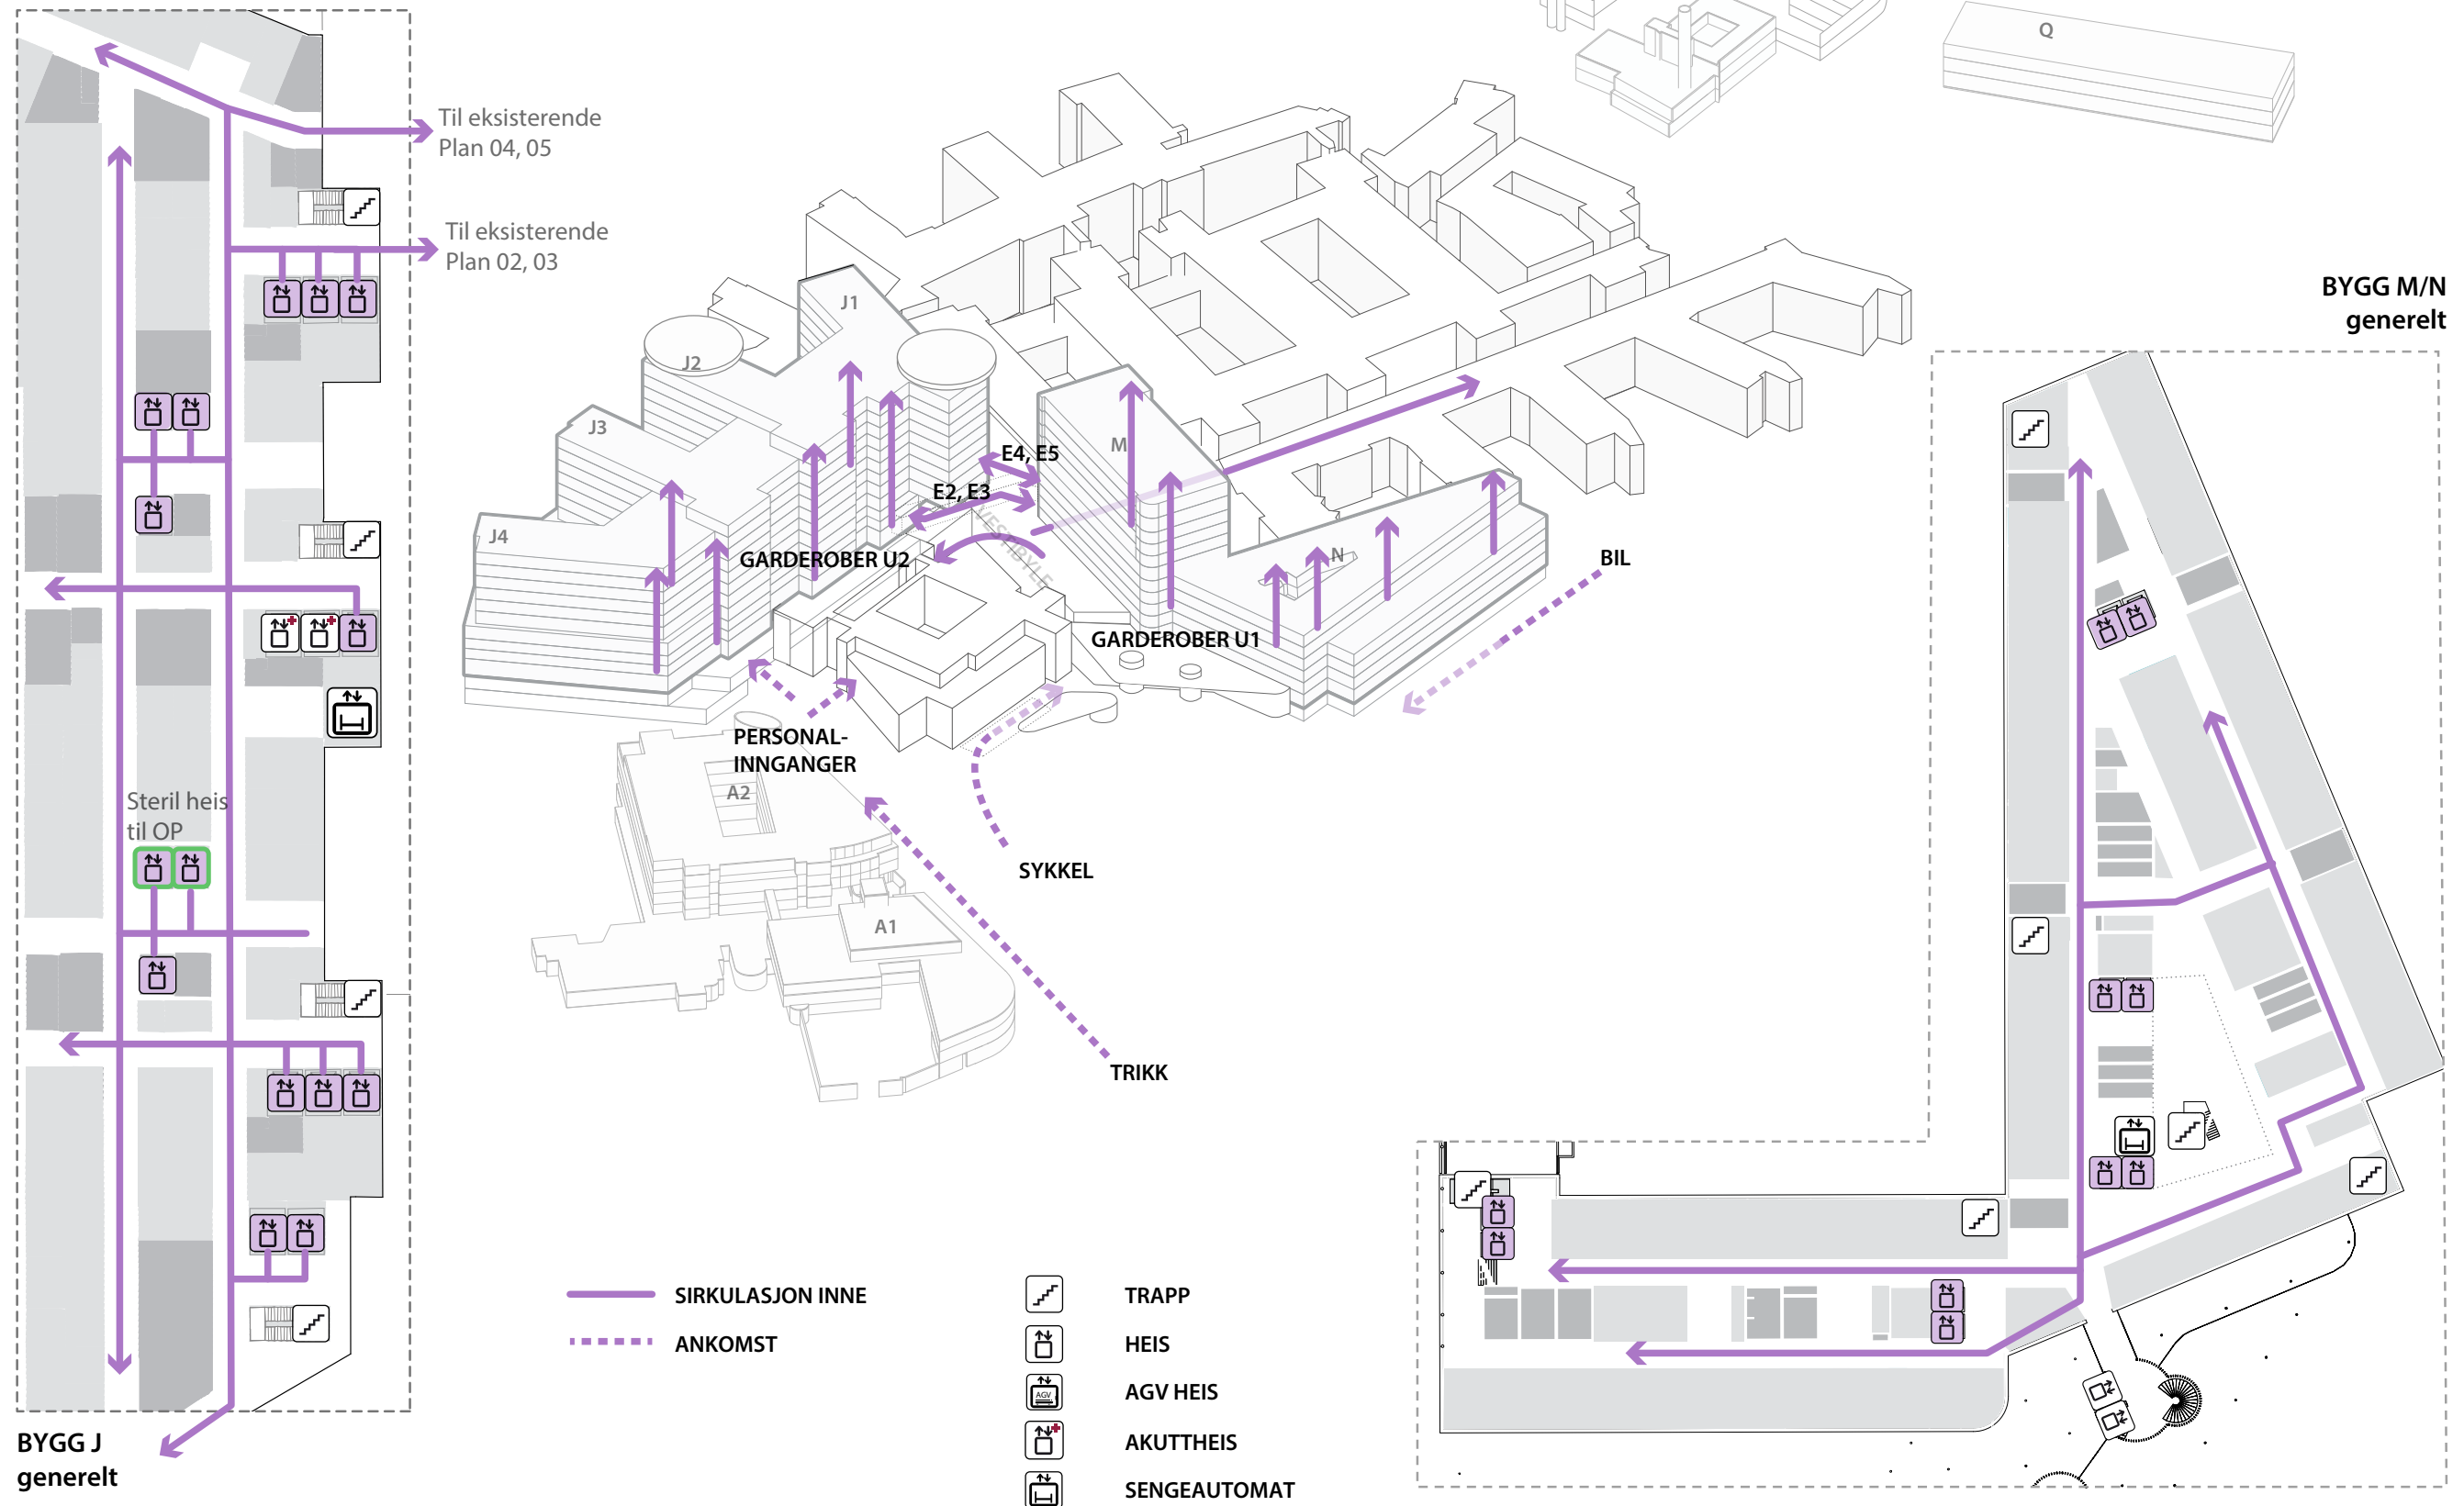 Q
Til eksisterende
Plan 04, 05
Til eksisterende
Plan 02, 03
BYGG M/N
generelt
J1
J2
J3
J4
M
N
E4, E5
E2, E3
VESTIBYLE
GARDEROBER U2
GARDEROBER U1
BIL
PERSONAL-
INNGANGER
A2
A1
SYKKEL
TRIKK
Steril heis
til OP
BYGG J
generelt
SIRKULASJON INNE
ANKOMST
TRAPP
HEIS
AGV
AGV HEIS
AKUTTHEIS
SENGEAUTOMAT